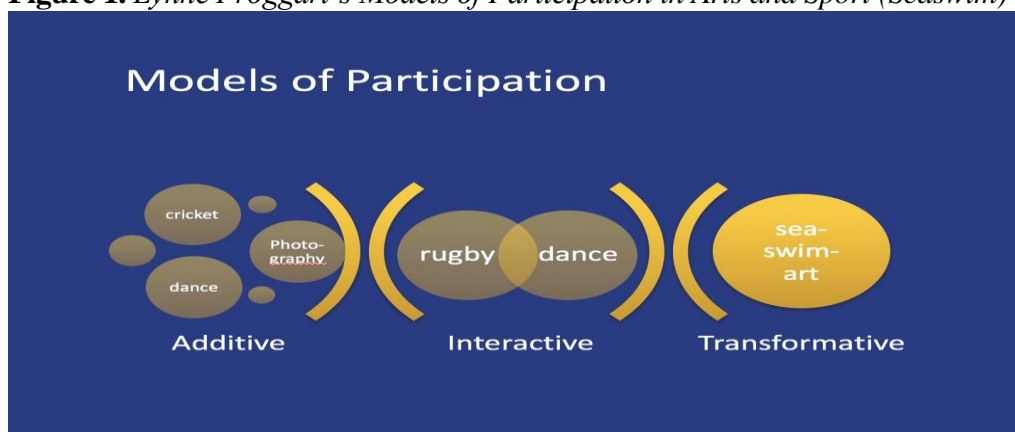 Figure 1. Lynne Froggart's Models of Participation in Arts and Sport (Seaswim)
Models of Participation
cricket
Photo-
graphy
dance
Additive
rugby
dance
Interactive
sea-
swim-
art
Transformative